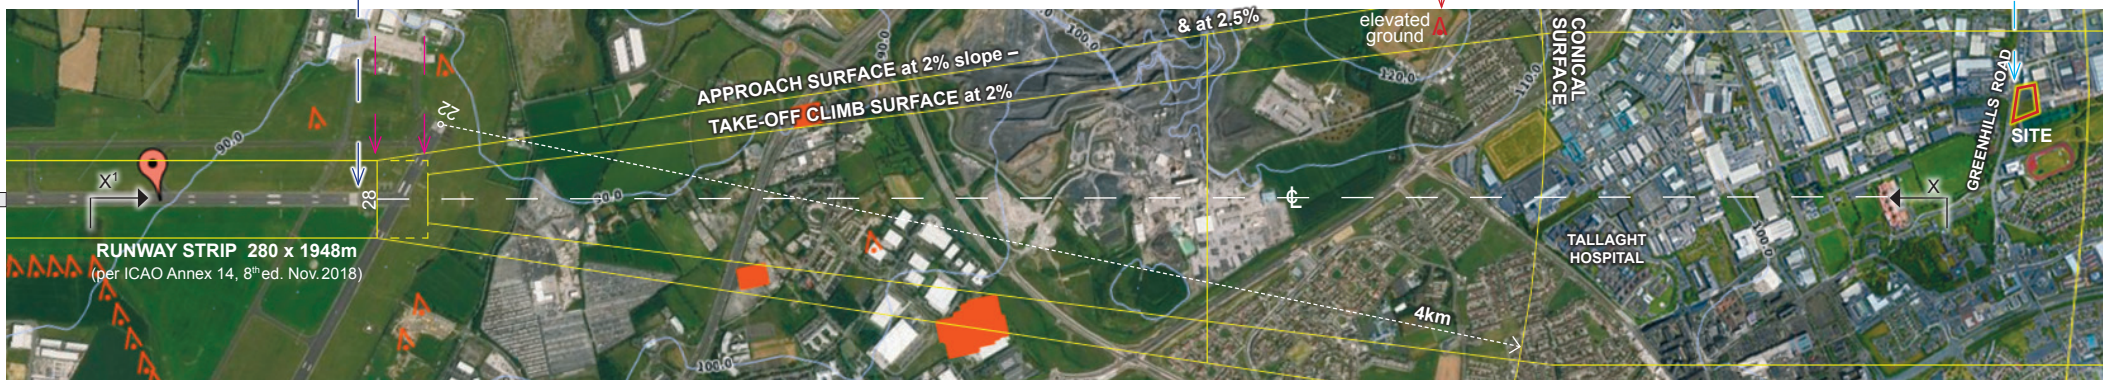 & at 2.5%
APPROACH SURFACE at 2% slope –
TAKE-OFF CLIMB SURFACE at 2%
elevated
ground
CONICAL
SURFACE
GREENHILLS ROAD
SITE
22
28
X¹
X
℄
RUNWAY STRIP 280 x 1948m
(per ICAO Annex 14, 8th ed. Nov. 2018)
TALLAGHT
HOSPITAL
4km
90.0
90.0
90.0
100.0
100.0
100.0
110.0
120.0